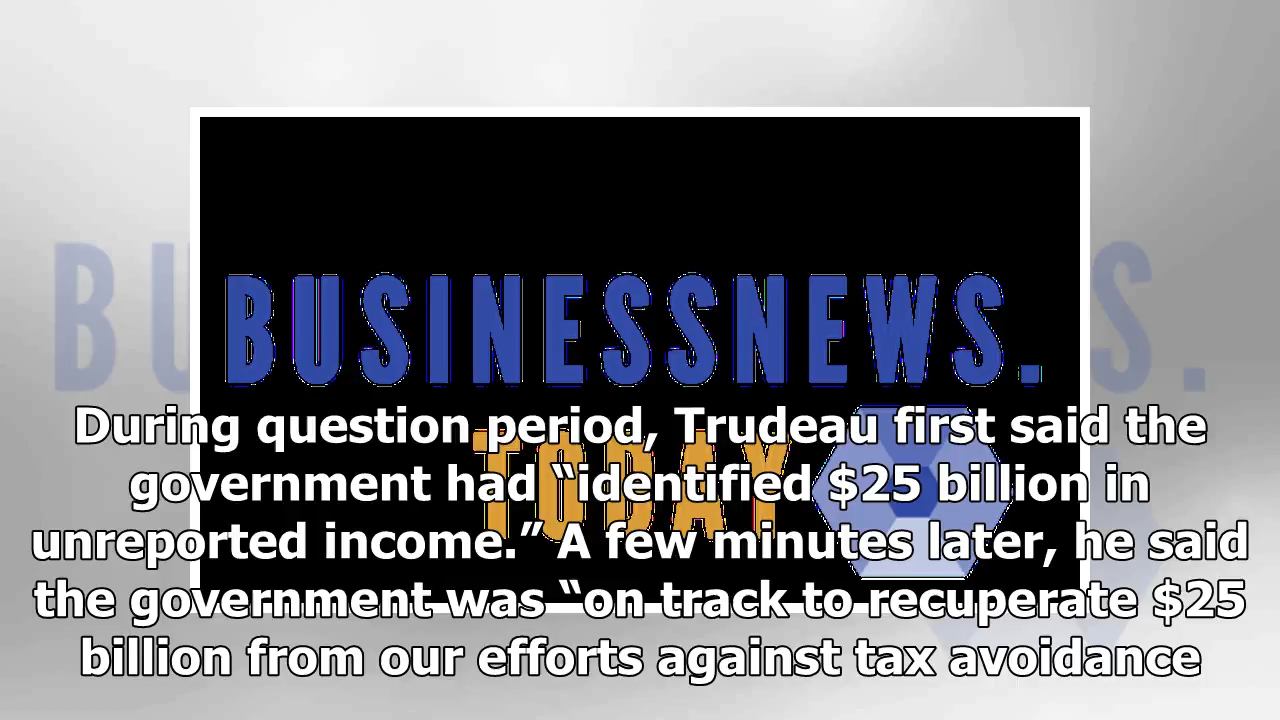 BUSINESSNEWS.
TODAY
During question period, Trudeau first said the
government had “identified $25 billion in
unreported income.” A few minutes later, he said
the government was “on track to recuperate $25
billion from our efforts against tax avoidance